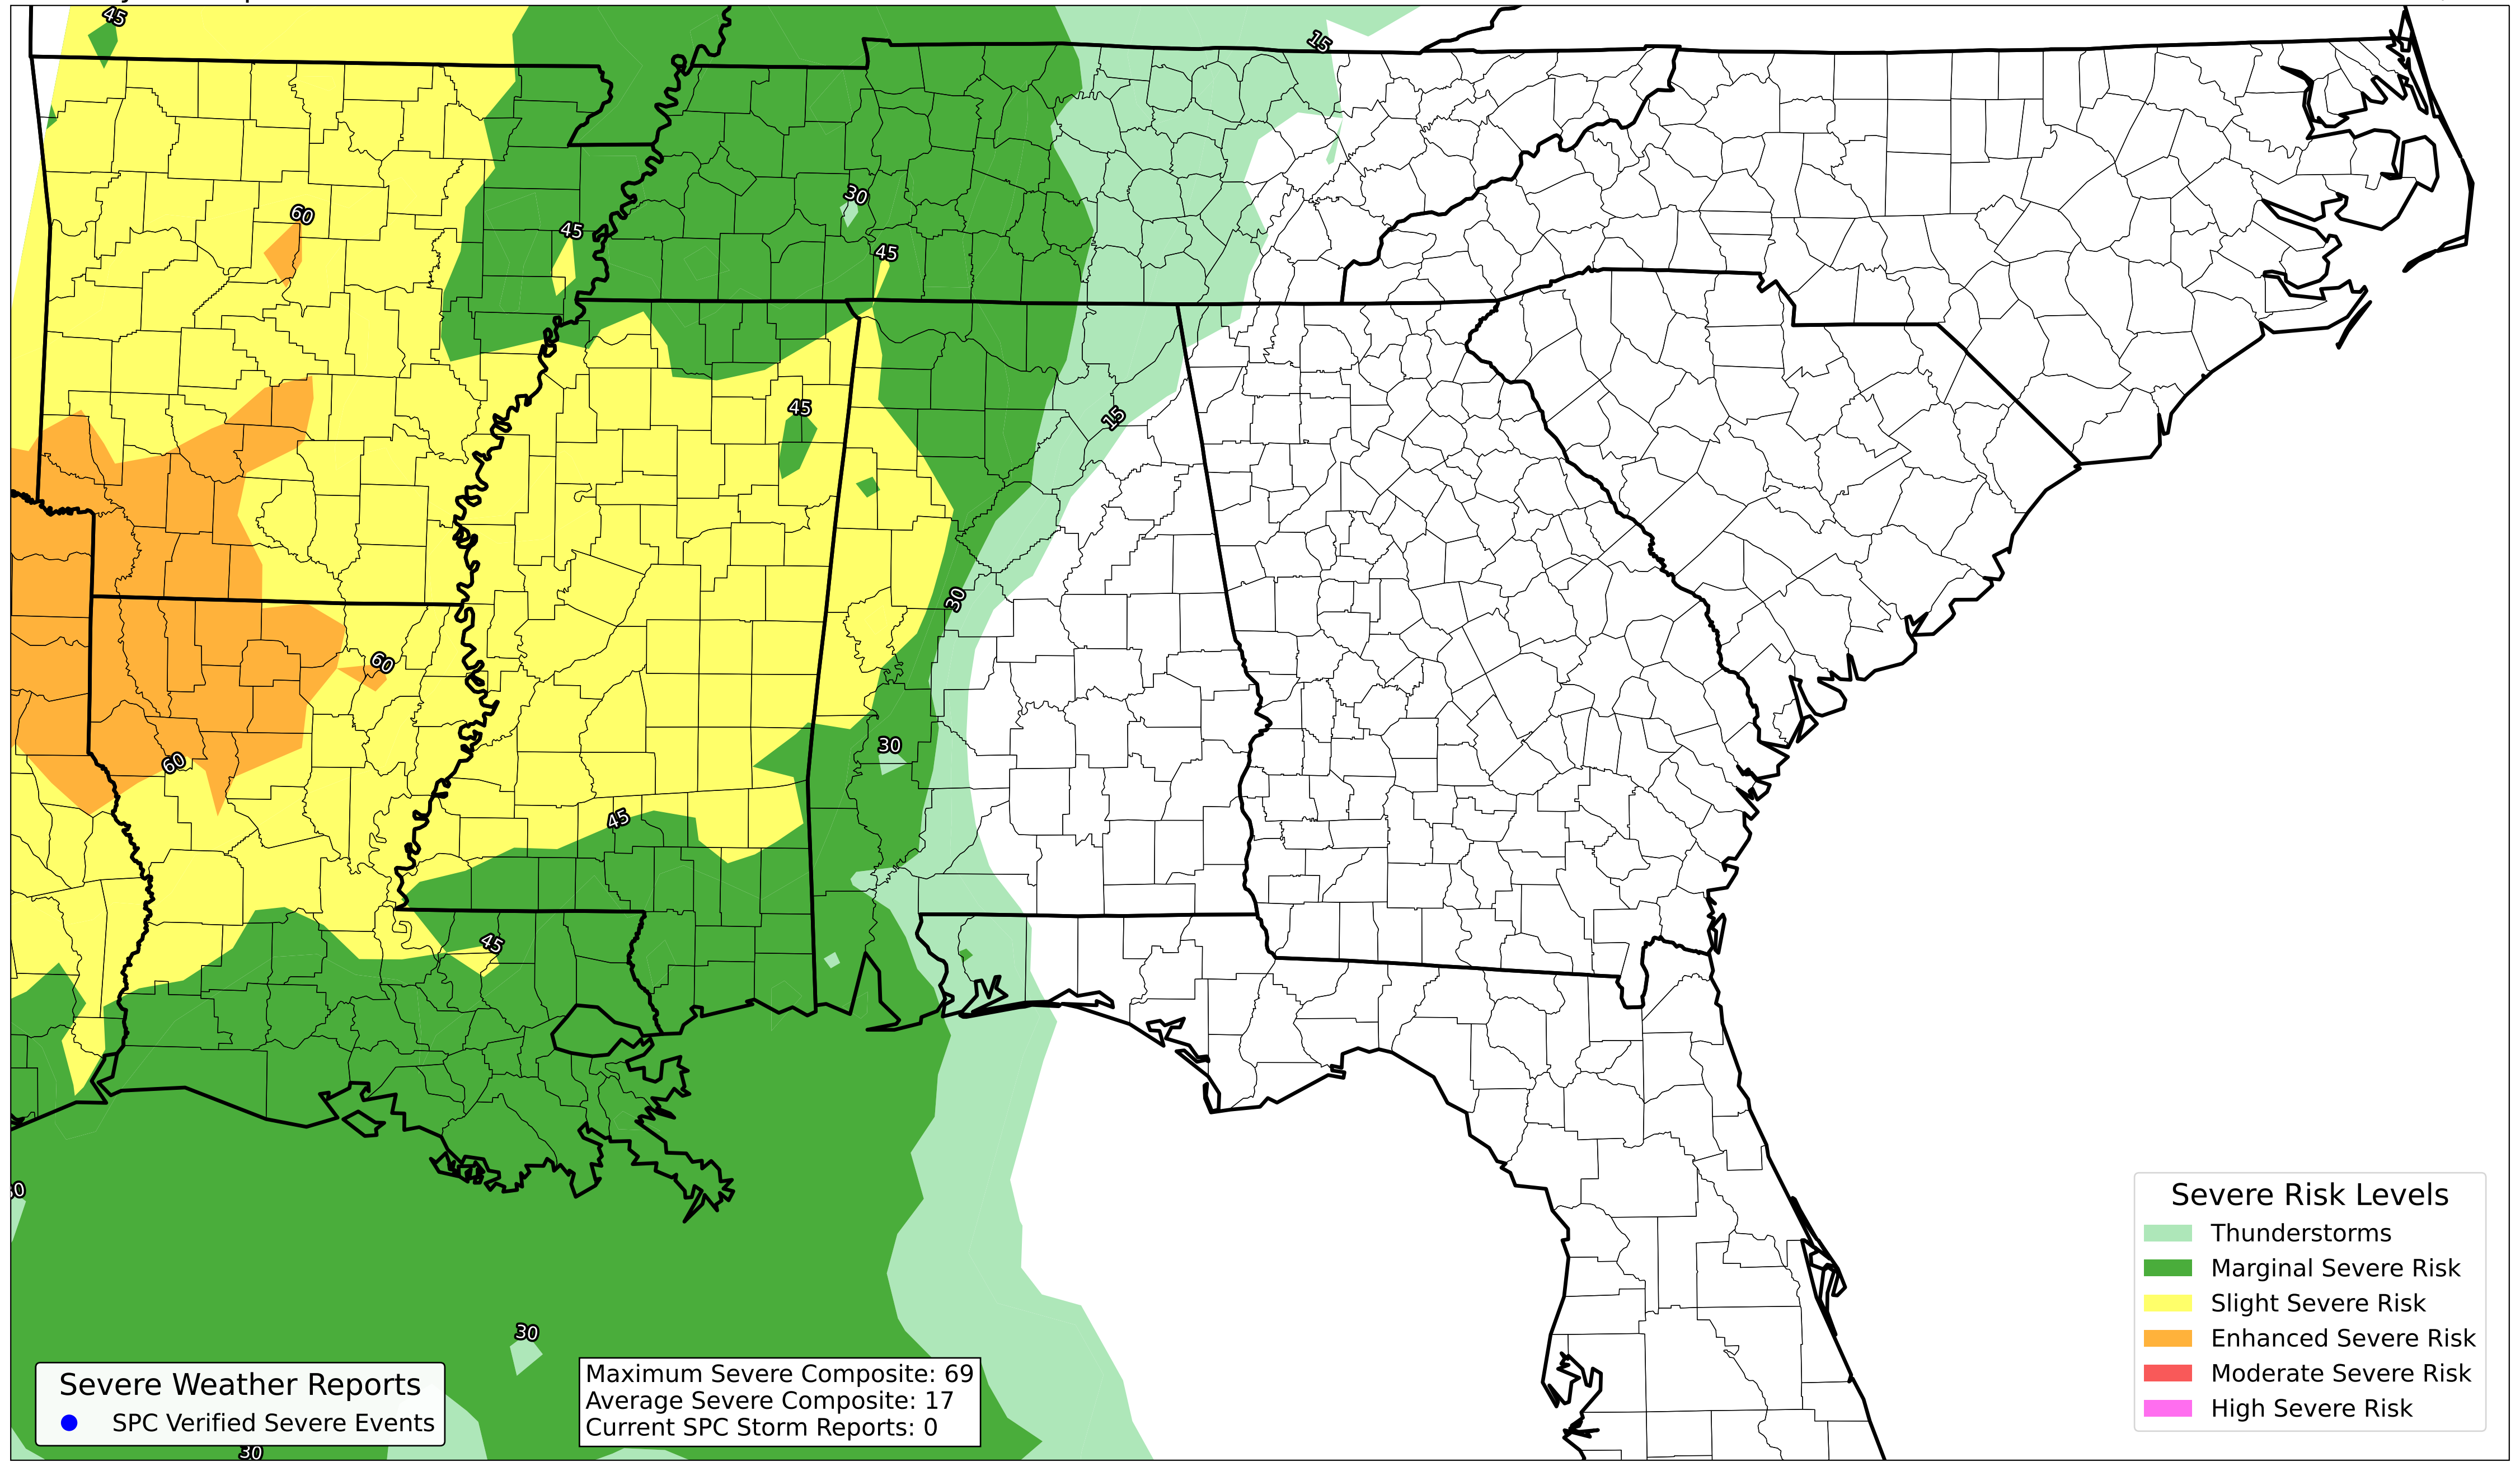 45
15
60
30
45
45
45
15
30
60
30
60
45
45
30
30
Severe Risk Levels
Thunderstorms
Marginal Severe Risk
Slight Severe Risk
Enhanced Severe Risk
Moderate Severe Risk
High Severe Risk
Severe Weather Reports
SPC Verified Severe Events
Maximum Severe Composite: 69
Average Severe Composite: 17
Current SPC Storm Reports: 0